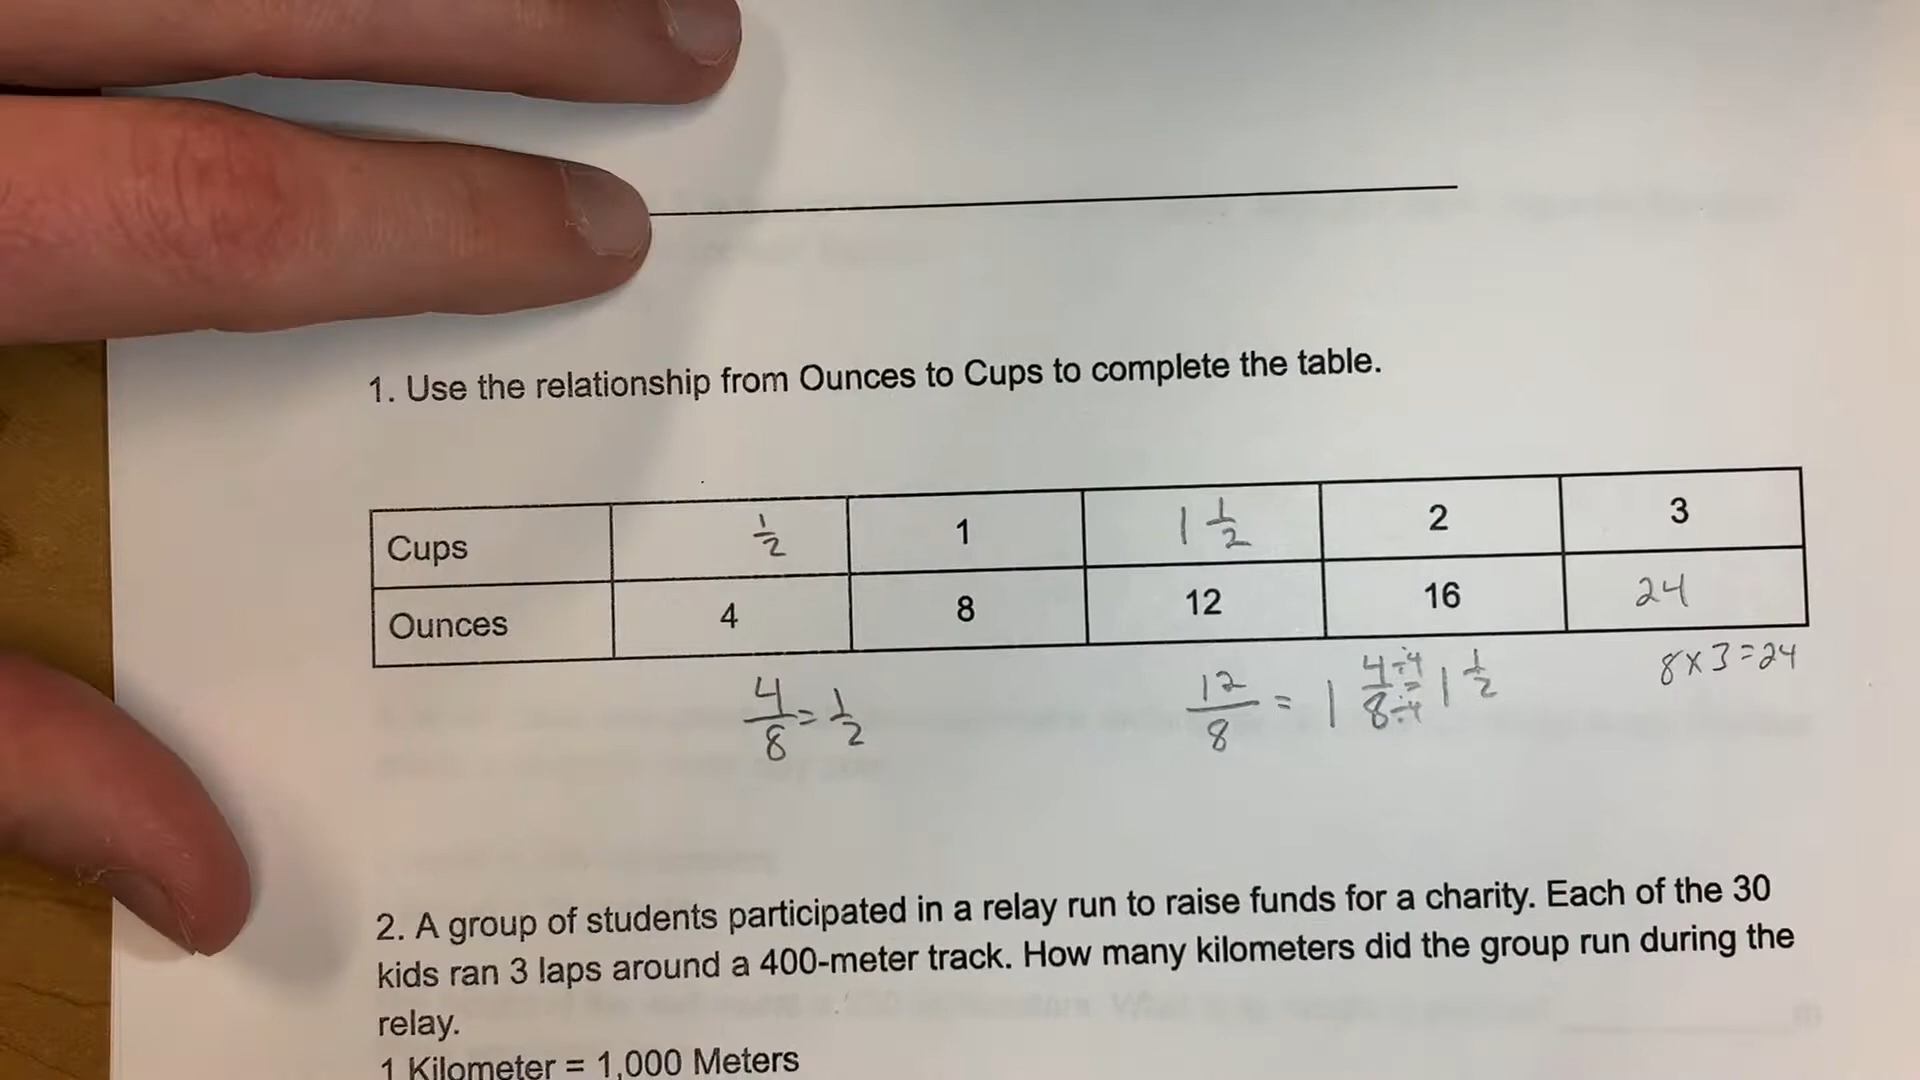 1. Use the relationship from Ounces to Cups to complete the table.
Cups 1/2 1 1 1/2 2 3
Ounces 4 8 12 16 24
4/8 = 1/2 12/8 = 1 4÷4/8÷4 = 1 1/2 8x3=24
2. A group of students participated in a relay run to raise funds for a charity. Each of the 30
kids ran 3 laps around a 400-meter track. How many kilometers did the group run during the
relay.
1 Kilometer = 1,000 Meters